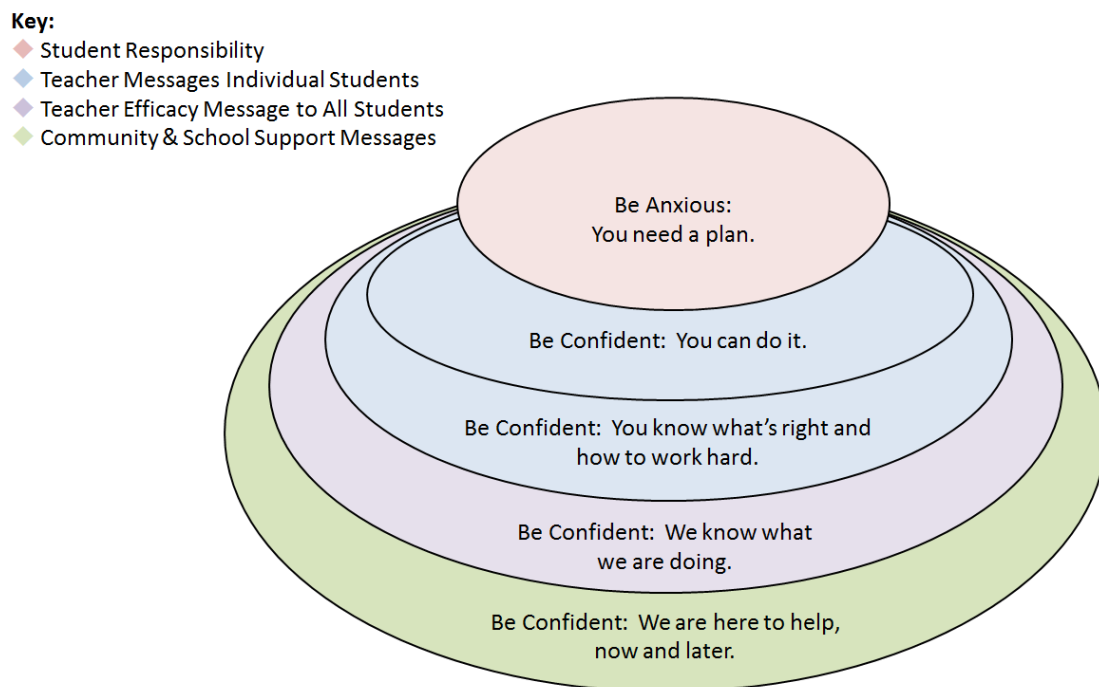 Key:
Student Responsibility
Teacher Messages Individual Students
Teacher Efficacy Message to All Students
Community & School Support Messages
Be Anxious:
You need a plan.
Be Confident:  You can do it.
Be Confident:  You know what’s right and
how to work hard.
Be Confident:  We know what
we are doing.
Be Confident:  We are here to help,
now and later.